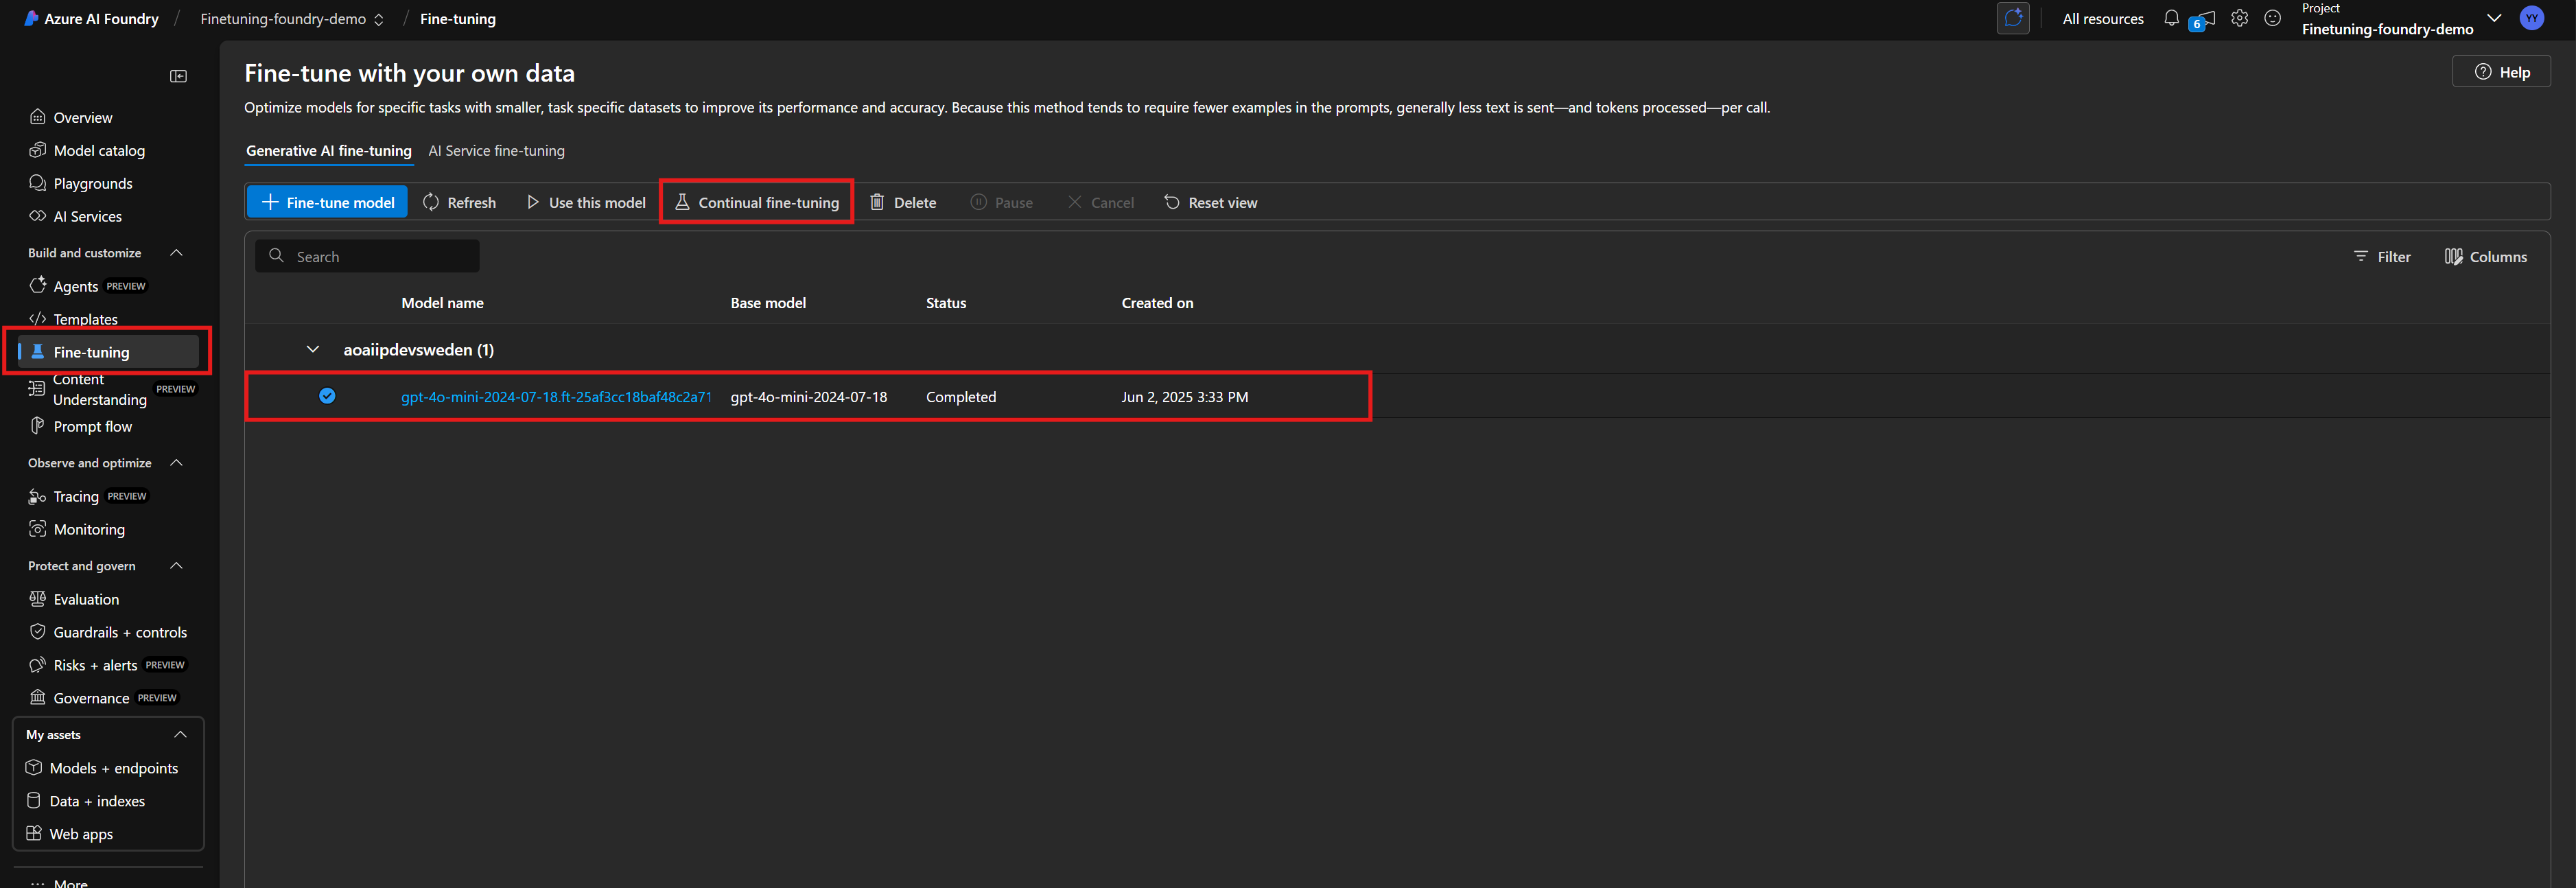 Azure AI Foundry / Finetuning-foundry-demo / Fine-tuning
All resources
6
Project
Finetuning-foundry-demo
YY
Fine-tune with your own data
Help
Optimize models for specific tasks with smaller, task specific datasets to improve its performance and accuracy. Because this method tends to require fewer examples in the prompts, generally less text is sent—and tokens processed—per call.
Generative AI fine-tuning AI Service fine-tuning
Fine-tune model Refresh Use this model Continual fine-tuning Delete Pause Cancel Reset view
Search
Filter Columns
Model name Base model Status Created on
aoaiipdevsweden (1)
gpt-4o-mini-2024-07-18.ft-25af3cc18baf48c2a71 gpt-4o-mini-2024-07-18 Completed Jun 2, 2025 3:33 PM
Overview
Model catalog
Playgrounds
AI Services
Build and customize
Agents PREVIEW
Templates
Fine-tuning
Content
Understanding PREVIEW
Prompt flow
Observe and optimize
Tracing PREVIEW
Monitoring
Protect and govern
Evaluation
Guardrails + controls
Risks + alerts PREVIEW
Governance PREVIEW
My assets
Models + endpoints
Data + indexes
Web apps
More